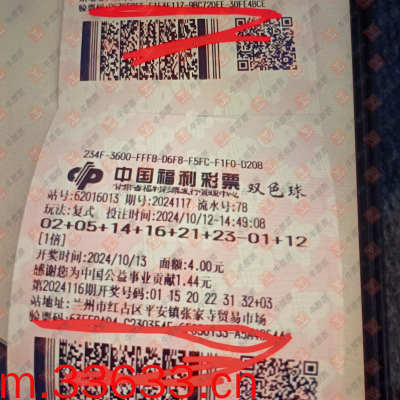 234F-3600-FFF8-D6F8-F5FC-F1F0-D208
中国福利彩票 双色球
站号:62016013 期号:2024117 流水号:78
玩法:复式 投注时间:2024/10/12-14:49:08
02+05+14+16+21+23-01+12
[1倍]
开奖时间:2024/10/13 面额:4.00元
感谢您为中国公益事业贡献1.44元
第2024116期开奖号码:01 15 20 22 31 32+03
站地址:兰州市红古区平安镇张家寺贸易市场
验票码:
m.33633.cn